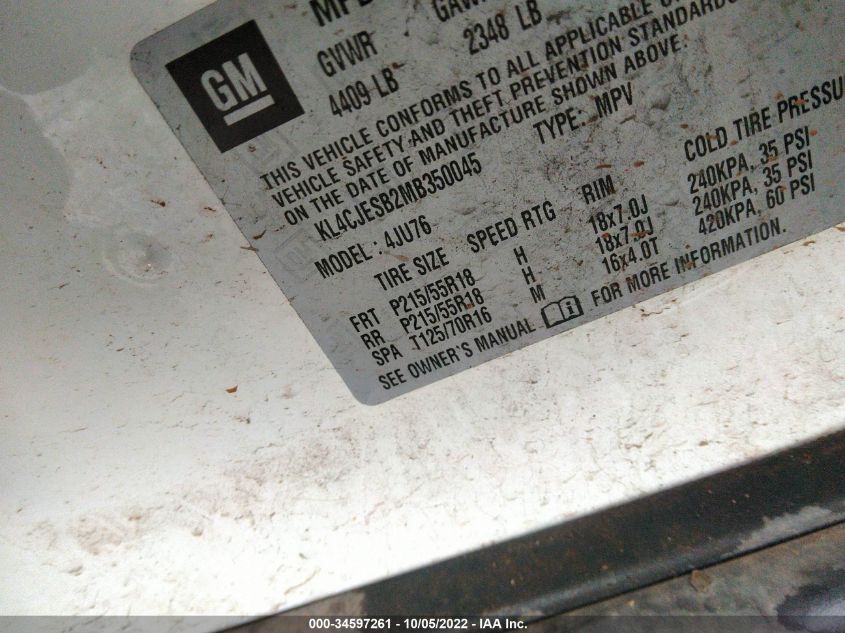 GM
GVWR
4409 LB
2348 LB
THIS VEHICLE CONFORMS TO ALL APPLICABLE
VEHICLE SAFETY AND THEFT PREVENTION STANDARDS
ON THE DATE OF MANUFACTURE SHOWN ABOVE.
KL4CJESB2MB350045 TYPE: MPV
MODEL: 4JU76
TIRE SIZE SPEED RTG RIM COLD TIRE PRESSU
FRT P215/55R18 H 18x7.0J 240KPA, 35 PSI
RR P215/55R18 H 18x7.0J 240KPA, 35 PSI
SPA T125/70R16 M 16x4.0T 420KPA, 60 PSI
SEE OWNER'S MANUAL FOR MORE INFORMATION.
000-34597261 - 10/05/2022 - IAA Inc.